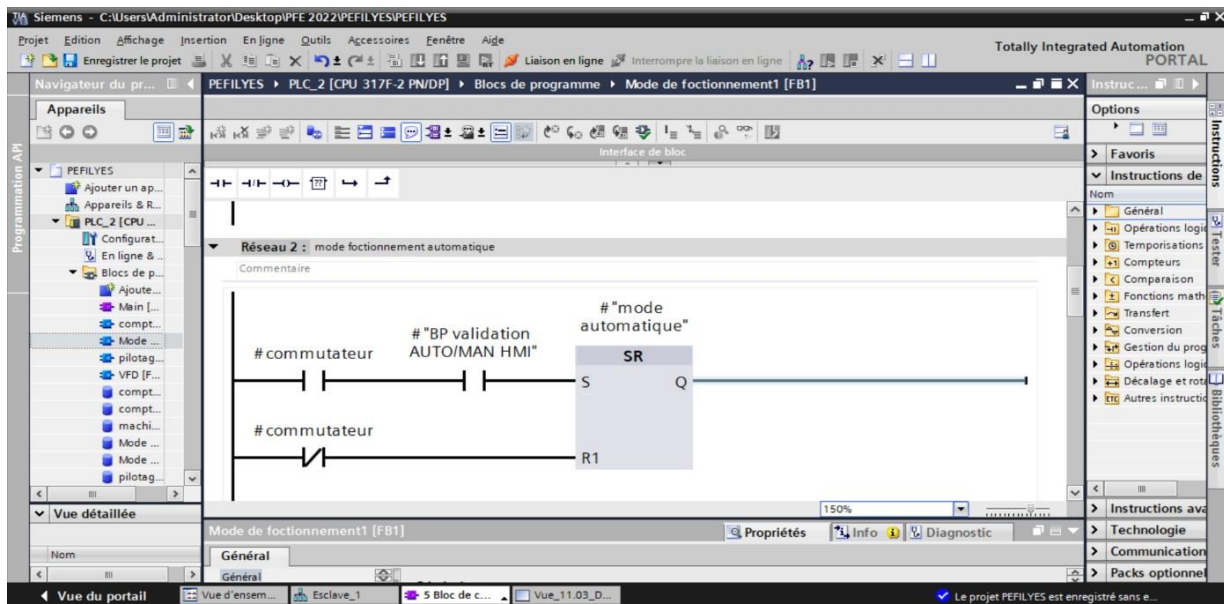 Siemens - C:\Users\Administrator\Desktop\PFE 2022\PEFILYES\PEFILYES
Projet Edition Affichage Insertion En ligne Outils Accessoires Fenêtre Aide
Totally Integrated Automation
PORTAL
Enregistrer le projet
Liaison en ligne
Interrompre la liaison en ligne
Navigateur du pr...
PEFILYES PLC_2 [CPU 317F-2 PN/DP] Blocs de programme Mode de foctionnement1 [FB1]
Instruc...
Appareils
Options
Interface de bloc
Programmation API
PEFILYES
Ajouter un ap...
Appareils & R...
PLC_2 [CPU ...
Configurat...
En ligne & ...
Blocs de p...
Ajoute...
Main [...
compt...
Mode ...
pilotag...
VFD [F...
compt...
compt...
machi...
Mode ...
Mode ...
pilotag...
Réseau 2 : mode foctionnement automatique
Commentaire
#"mode
automatique"
#"BP validation
AUTO/MAN HMI"
#commutateur
SR
S Q
#commutateur
R1
150%
Favoris
Instructions de
Nom
Général
Opérations logi
Temporisations
Compteurs
Comparaison
Fonctions math
Transfert
Conversion
Gestion du prog
Opérations logi
Décalage et rota
Autres instructio
Instructions
Tester
Tâches
Bibliothèques
Vue détaillée
Nom
Mode de foctionnement1 [FB1]
Propriétés Info Diagnostic
Général
Général
Instructions ava
Technologie
Communication
Packs optionnel
Vue du portail
Vue d'ensem...
Esclave_1
5 Bloc de c...
Vue_11.03_D...
Le projet PEFILYES est enregistré sans e...